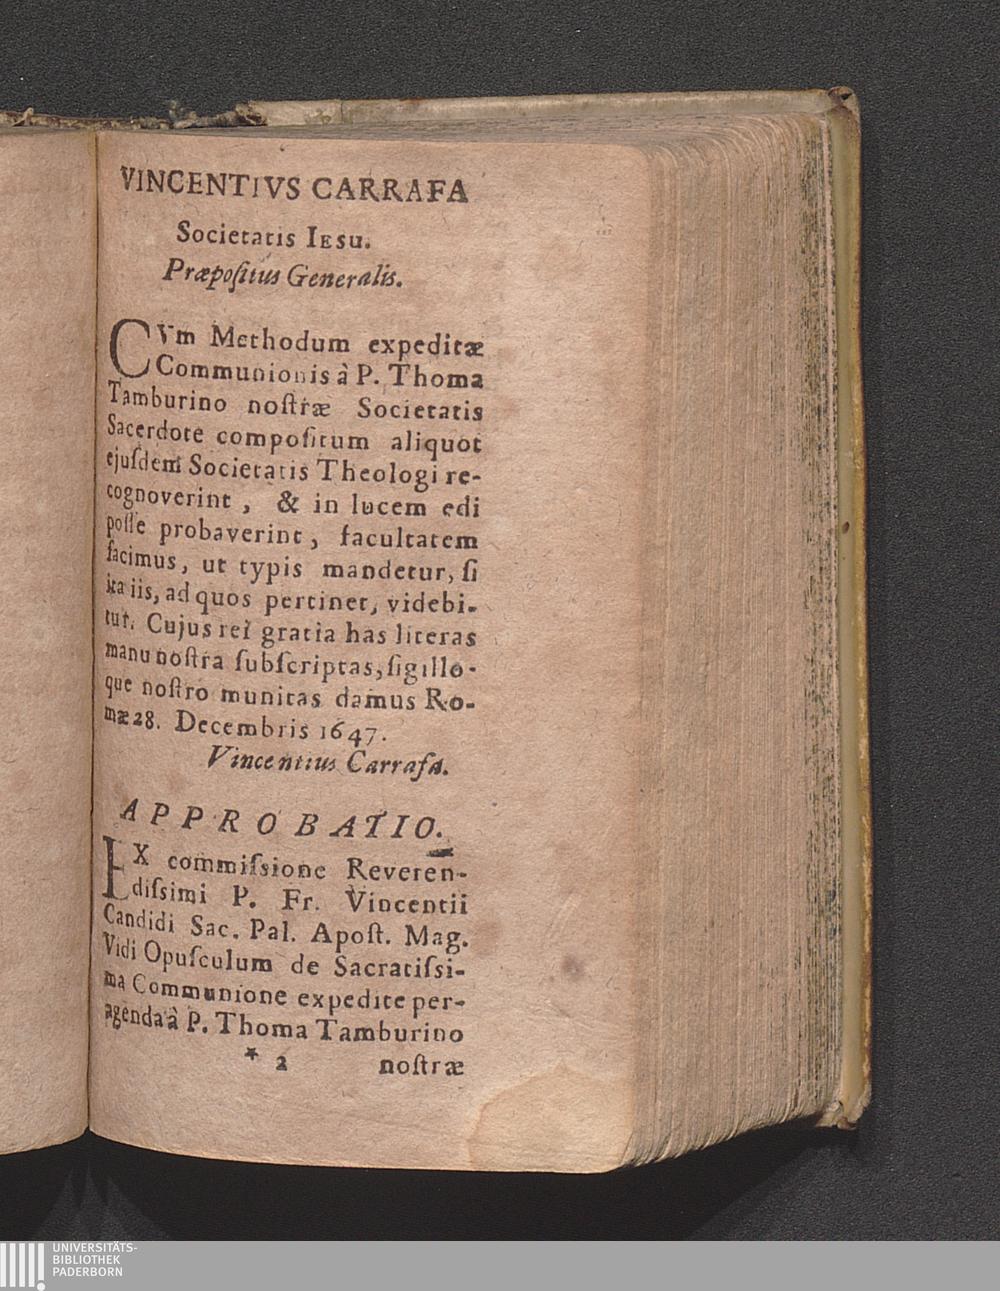 VINCENTIVS CARRAFA
Societatis IESU.
Præpoſitus Generalis.
CVm Methodum expeditæ
Communionis à P. Thoma
Tamburino noſtræ Societatis
Sacerdote compoſitum aliquot
ejuſdem Societatis Theologi re-
cognoverint, & in lucem edi
poſſe probaverint, facultatem
facimus, ut typis mandetur, ſi
ita iis, ad quos pertinet, videbi-
tur. Cujus rei gratia has literas
manu noſtra ſubſcriptas, ſigillo-
que noſtro munitas damus Ro-
mæ 28. Decembris 1647.
Vincentius Carrafa.
APPROBATIO.
EX commiſsione Reveren-
diſsimi P. Fr. Vincentii
Candidi Sac. Pal. Apoſt. Mag.
Vidi Opuſculum de Sacratiſsi-
ma Communione expedite per-
agenda à P. Thoma Tamburino
* 2 noſtræ
UNIVERSITÄTS-
BIBLIOTHEK
PADERBORN